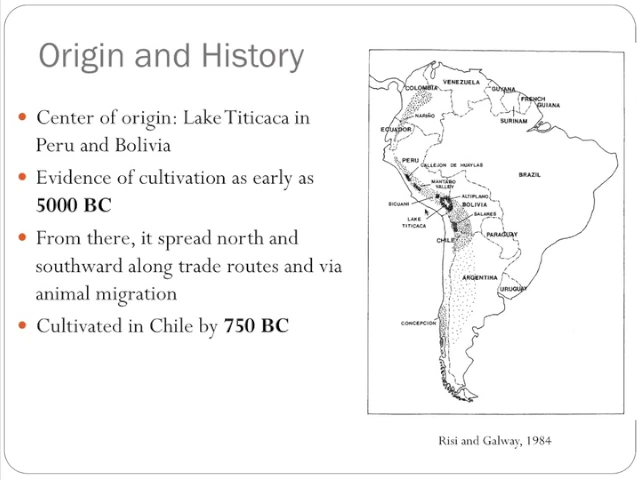 Origin and History
Center of origin: Lake Titicaca in
Peru and Bolivia
Evidence of cultivation as early as
5000 BC
From there, it spread north and
southward along trade routes and via
animal migration
Cultivated in Chile by 750 BC
VENEZUELA
COLOMBIA
GUYANA
FRENCH
GUIANA
SURINAM
NARIÑO
ECUADOR
PERU
CALLEJON DE HUAYLAS
BRAZIL
MANTARO
VALLEY
ALTIPLANO
SICUANI
BOLIVIA
LAKE
TITICACA
SALARES
CHILE
PARAGUAY
ARGENTINA
URUGUAY
CONCEPCION
Risi and Galway, 1984